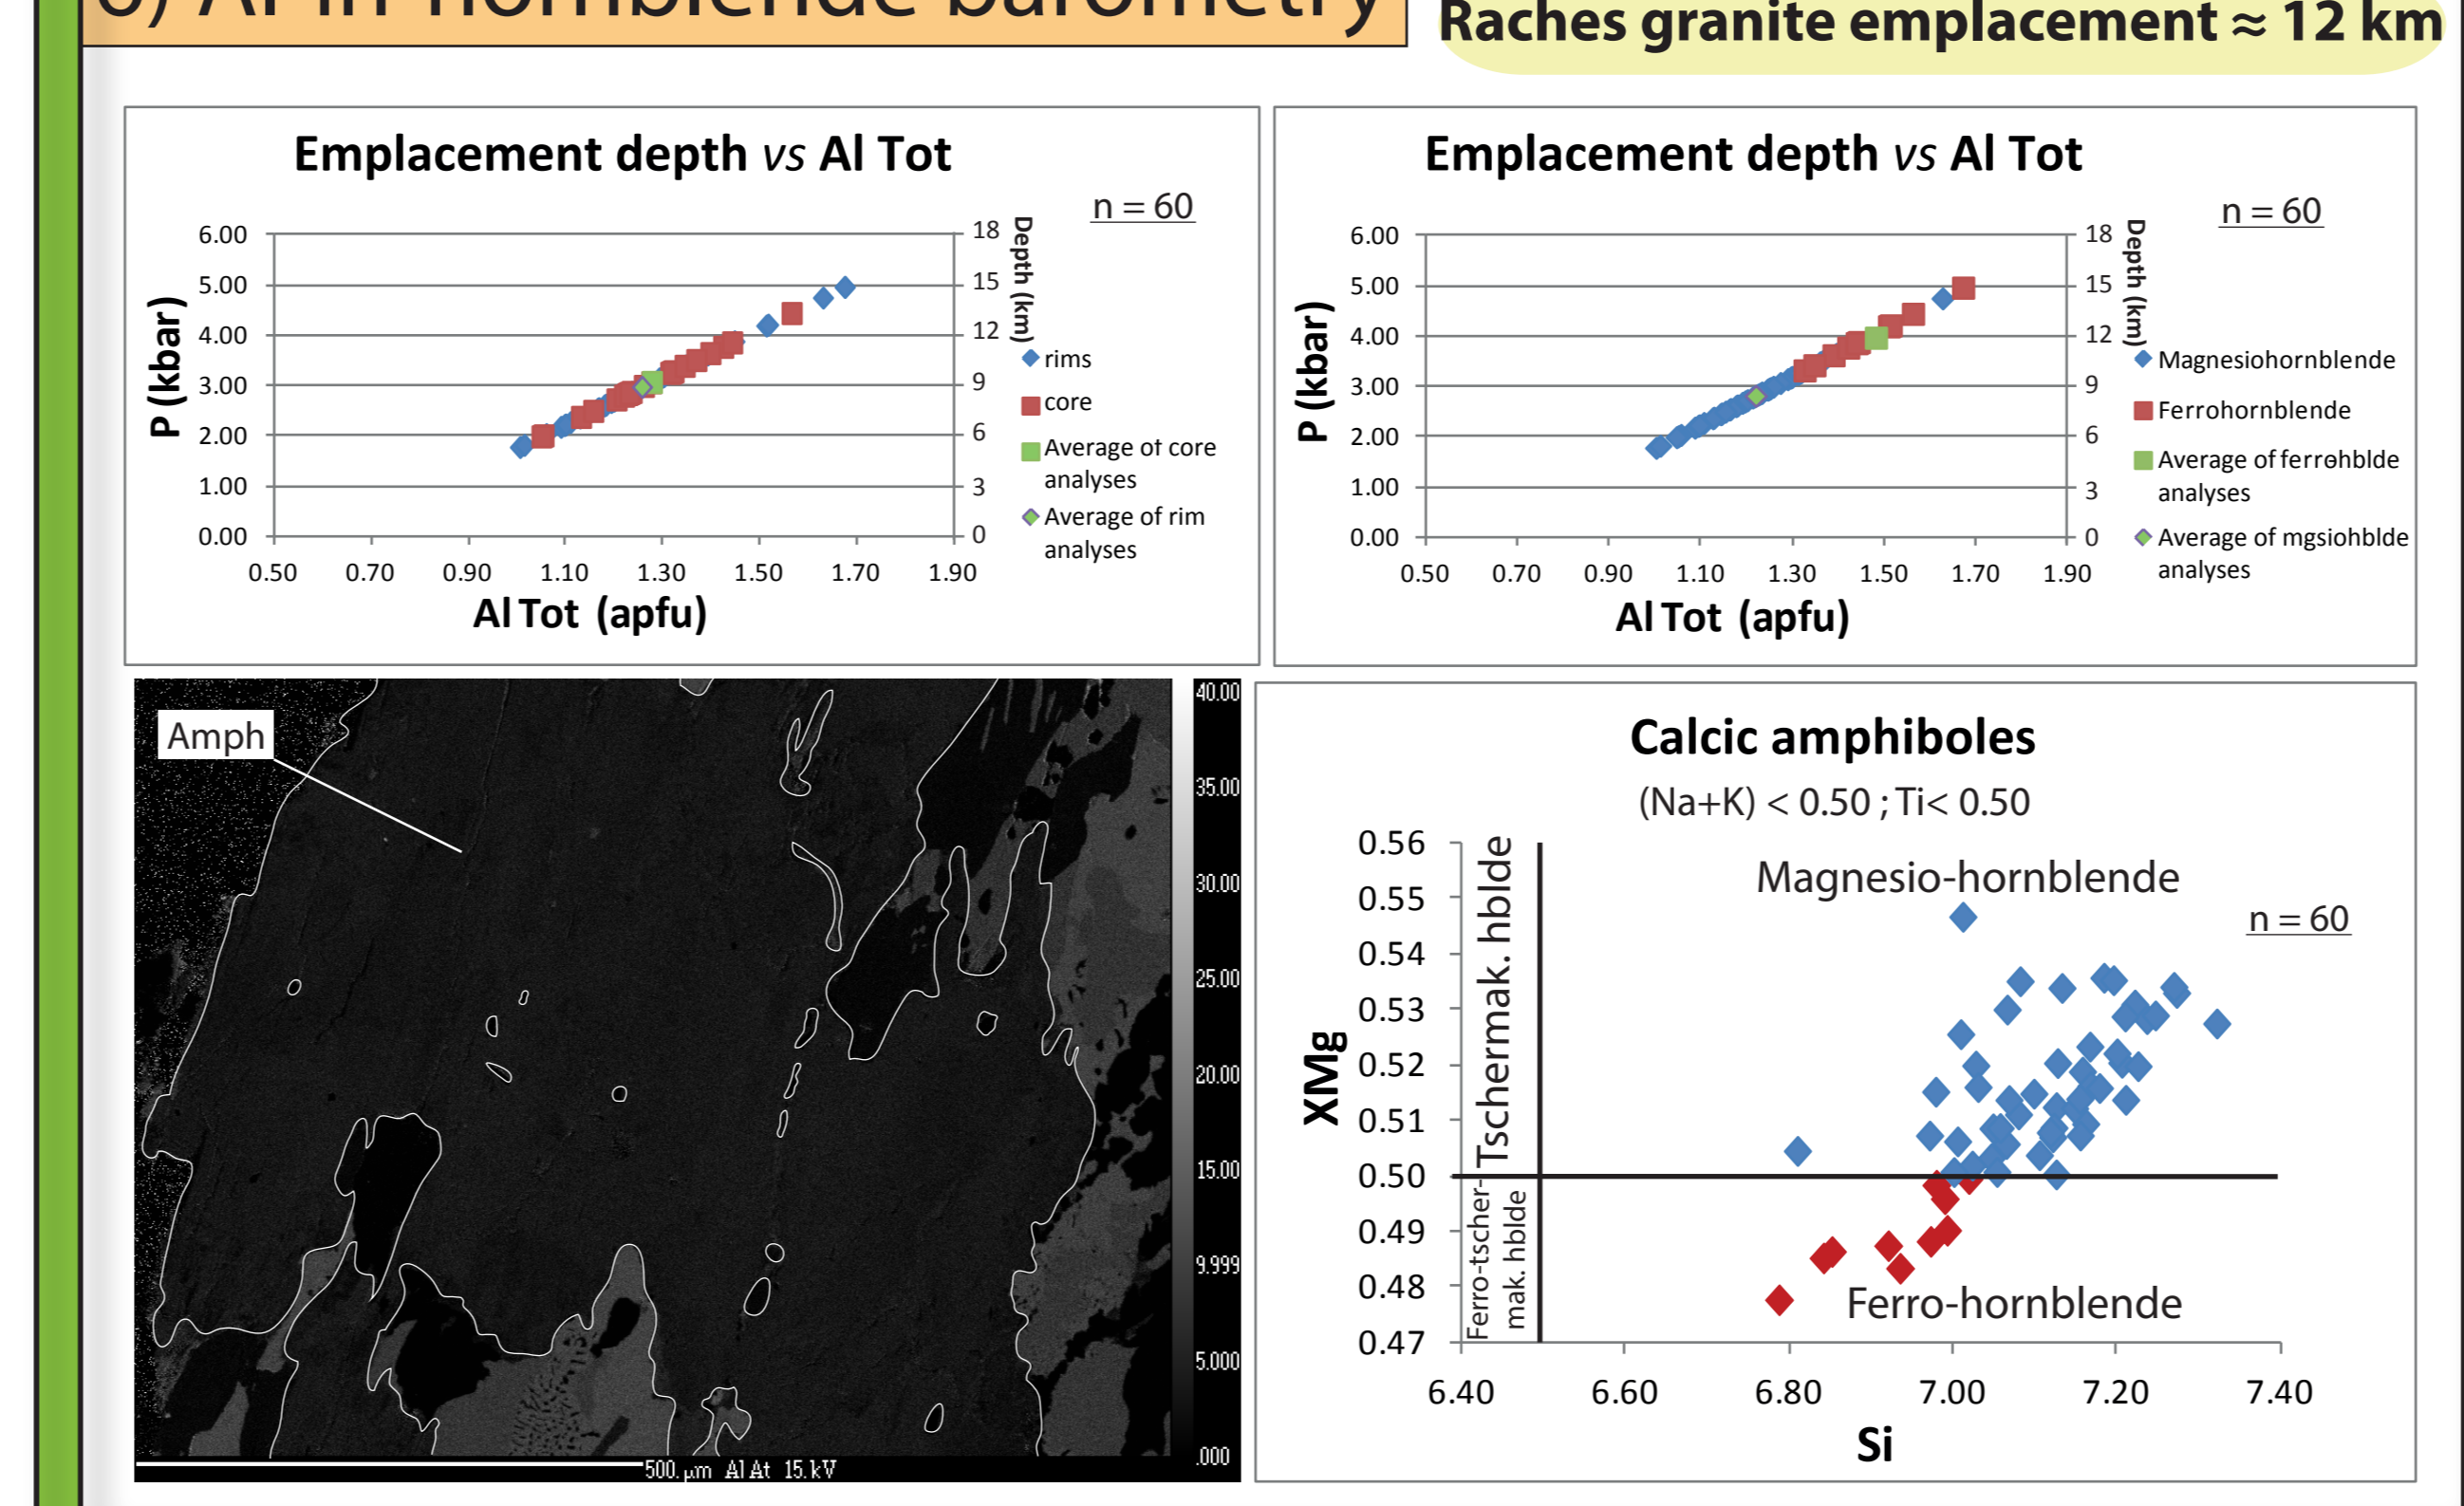 Al-in-hornblende barometry
Raches granite emplacement ≈ 12 km
Emplacement depth vs Al Tot
n = 60
6.00
5.00
4.00
3.00
2.00
1.00
0.00
P (kbar)
18
15
12
9
6
3
0
Depth (km)
0.50 0.70 0.90 1.10 1.30 1.50 1.70 1.90
Al Tot (apfu)
rims
core
Average of core
analyses
Average of rim
analyses
Emplacement depth vs Al Tot
n = 60
6.00
5.00
4.00
3.00
2.00
1.00
0.00
P (kbar)
18
15
12
9
6
3
0
Depth (km)
0.50 0.70 0.90 1.10 1.30 1.50 1.70 1.90
Al Tot (apfu)
Magnesiohornblende
Ferrohornblende
Average of ferrohblde
analyses
Average of mgsiohblde
analyses
Amph
40.00
35.00
30.00
25.00
20.00
15.00
9.999
5.000
.000
500. µm Al At 15. kV
Calcic amphiboles
(Na+K) < 0.50 ; Ti< 0.50
n = 60
0.56
0.55
0.54
0.53
0.52
0.51
0.50
0.49
0.48
0.47
XMg
Tschermak. hblde
Ferro-tscher-
mak. hblde
Magnesio-hornblende
Ferro-hornblende
6.40 6.60 6.80 7.00 7.20 7.40
Si